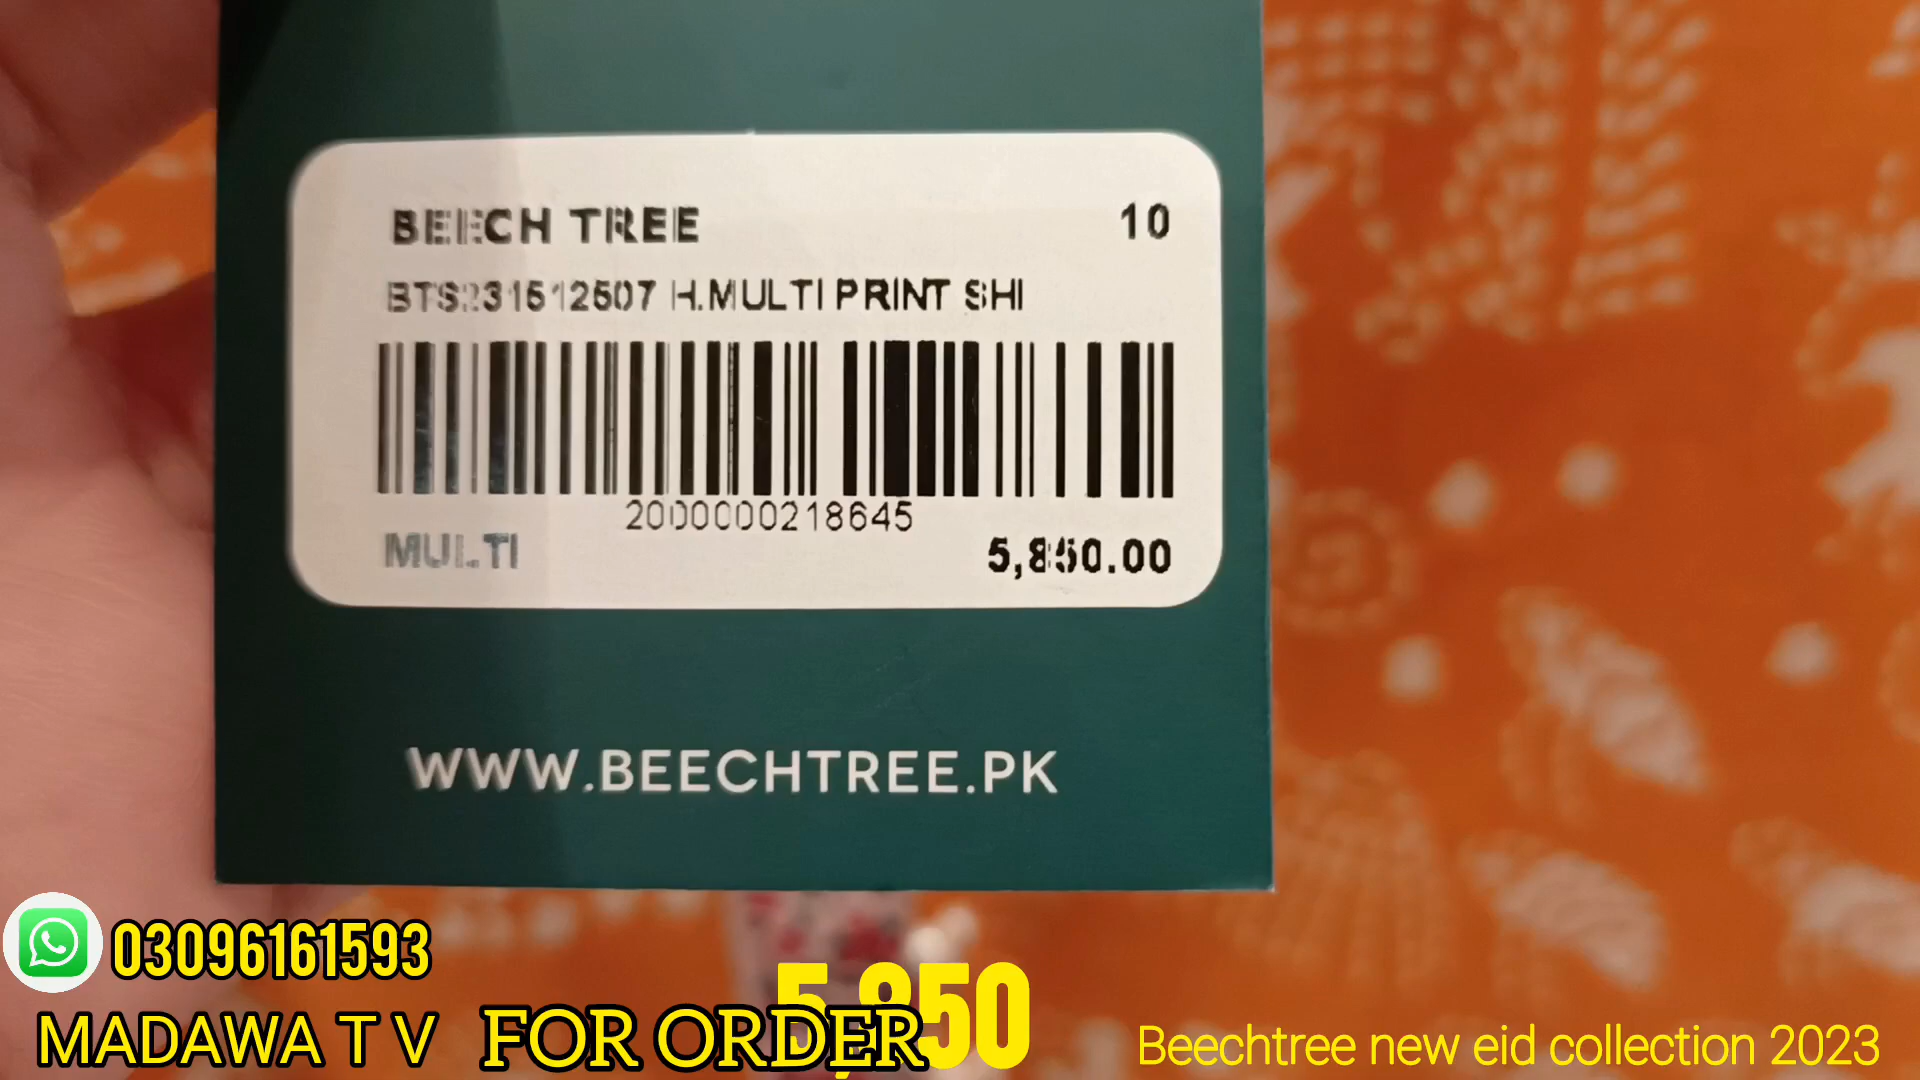 BEECH TREE 10
BTS231512507 H.MULTI PRINT SHI
2000000218645
MULTI 5,850.00
WWW.BEECHTREE.PK
03096161593
5,850
MADAWA T V FOR ORDER
Beechtree new eid collection 2023